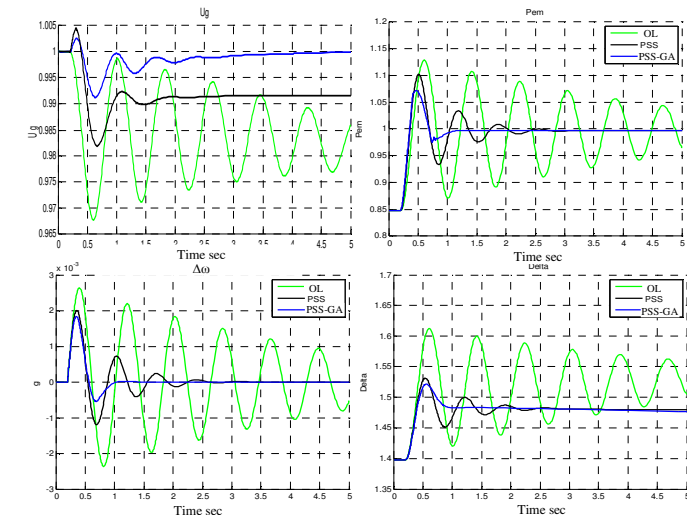 Ug
Pem
1.005
1
0.995
0.99
0.985
0.98
0.975
0.97
0.965
Ug
0 0.5 1 1.5 2 2.5 3 3.5 4 4.5 5
Time sec
1.2
1.15
1.1
1.05
1
0.95
0.9
0.85
0.8
Pem
OL
PSS
PSS-GA
0 0.5 1 1.5 2 2.5 3 3.5 4 4.5 5
Time sec
x 10 -3
Δω
3
2
1
0
-1
-2
-3
g
OL
PSS
PSS-GA
0 0.5 1 1.5 2 2.5 3 3.5 4 4.5 5
Time sec
Delta
1.7
1.65
1.6
1.55
1.5
1.45
1.4
1.35
Delta
OL
PSS
PSS-GA
0 0.5 1 1.5 2 2.5 3 3.5 4 4.5 5
Time sec